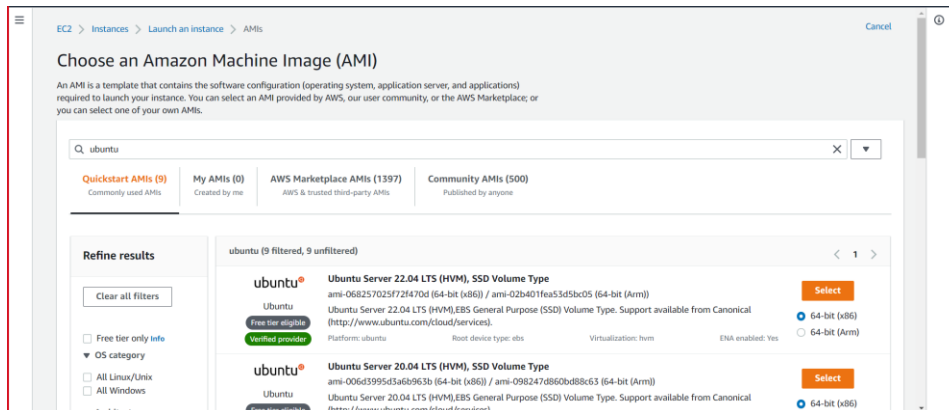 EC2 > Instances > Launch an instance > AMIs
Cancel
Choose an Amazon Machine Image (AMI)
An AMI is a template that contains the software configuration (operating system, application server, and applications)
required to launch your instance. You can select an AMI provided by AWS, our user community, or the AWS Marketplace; or
you can select one of your own AMIs.
ubuntu
Quickstart AMIs (9)
Commonly used AMIs
My AMIs (0)
Created by me
AWS Marketplace AMIs (1397)
AWS & trusted third-party AMIs
Community AMIs (500)
Published by anyone
Refine results
Clear all filters
Free tier only Info
OS category
All Linux/Unix
All Windows
ubuntu (9 filtered, 9 unfiltered)
< 1 >
ubuntu
Ubuntu
Free tier eligible
Verified provider
Ubuntu Server 22.04 LTS (HVM), SSD Volume Type
ami-068257025f72f470d (64-bit (x86)) / ami-02b401fea53d5bc05 (64-bit (Arm))
Ubuntu Server 22.04 LTS (HVM),EBS General Purpose (SSD) Volume Type. Support available from Canonical
(http://www.ubuntu.com/cloud/services).
Platform: ubuntu Root device type: ebs Virtualization: hvm ENA enabled: Yes
Select
64-bit (x86)
64-bit (Arm)
ubuntu
Ubuntu
Free tier eligible
Ubuntu Server 20.04 LTS (HVM), SSD Volume Type
ami-006d3995d3a6b963b (64-bit (x86)) / ami-098247d860bd88c63 (64-bit (Arm))
Ubuntu Server 20.04 LTS (HVM),EBS General Purpose (SSD) Volume Type. Support available from Canonical
(http://www.ubuntu.com/cloud/services).
Select
64-bit (x86)